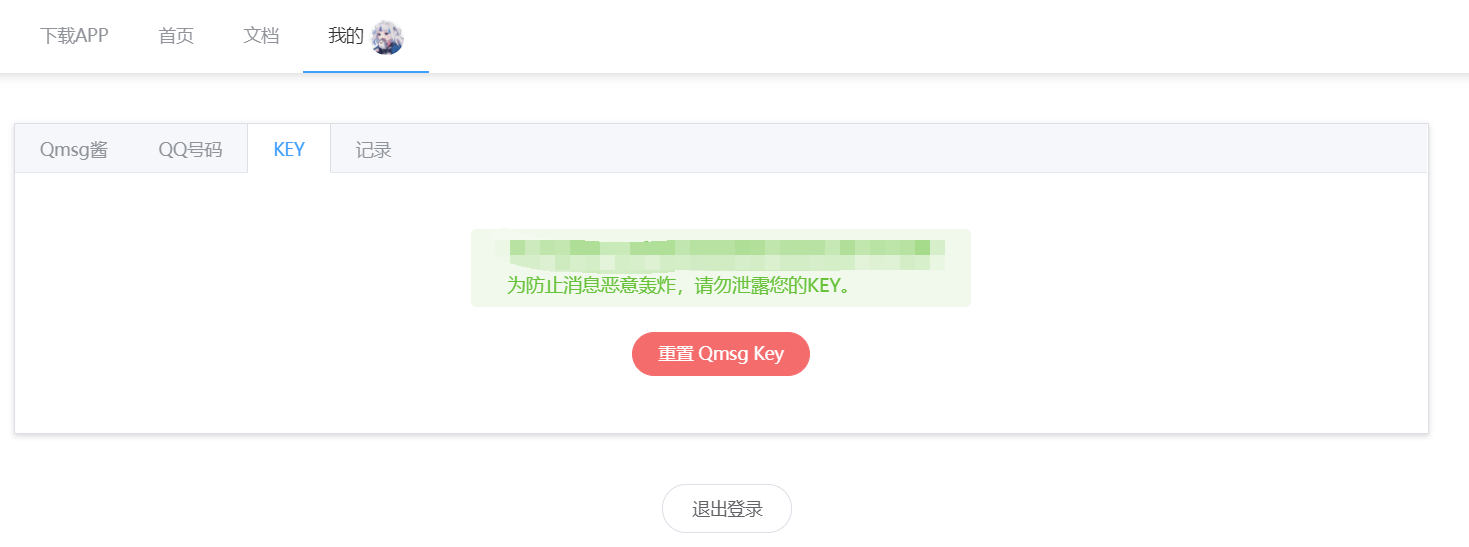 下载APP 首页 文档 我的
Qmsg酱 QQ号码 KEY 记录
为防止消息恶意轰炸，请勿泄露您的KEY。
重置 Qmsg Key
退出登录